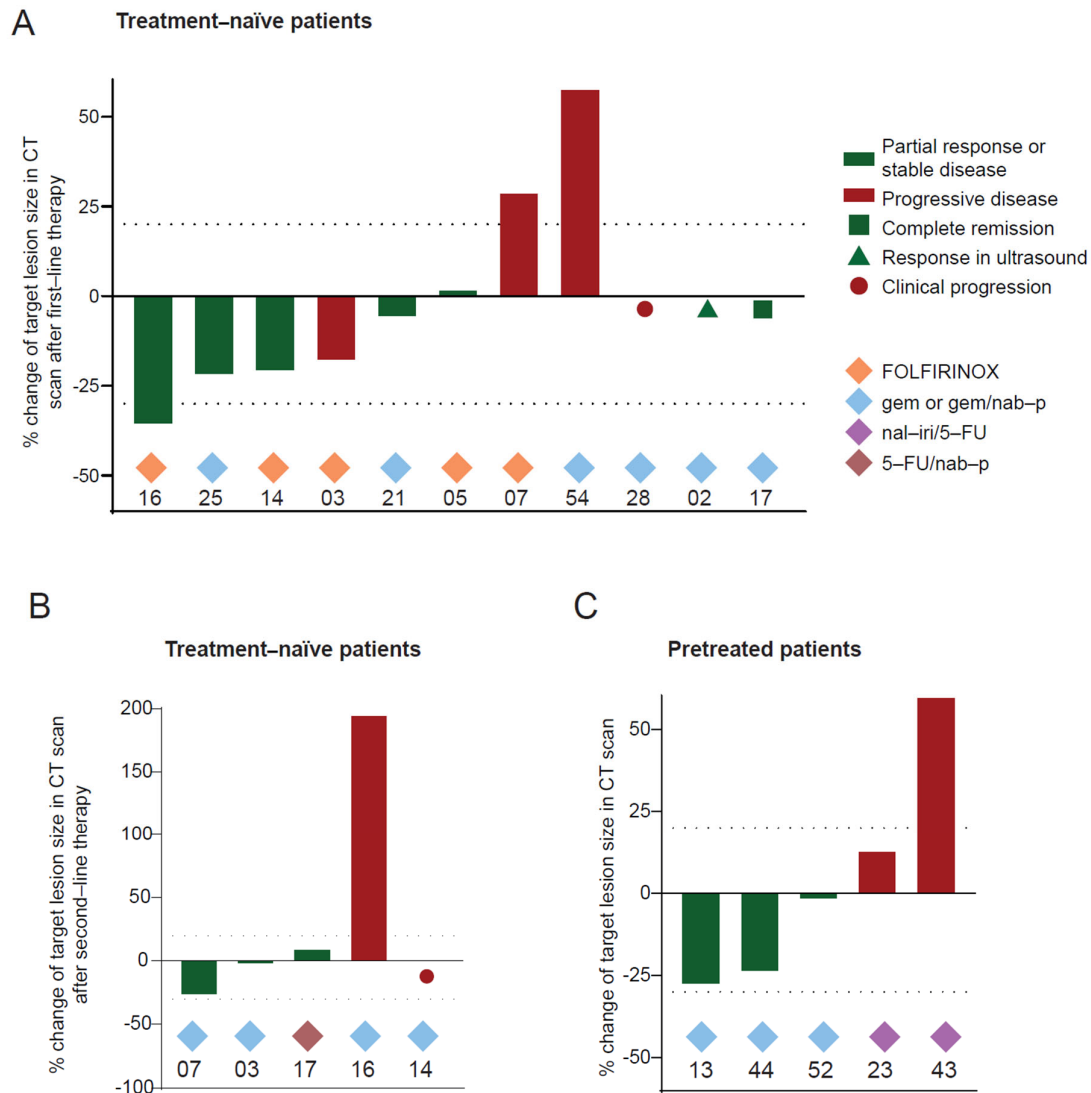 A
Treatment–naïve patients
% change of target lesion size in CT
scan after first–line therapy
50
25
0
-25
-50
16 25 14 03 21 05 07 54 28 02 17
Partial response or
stable disease
Progressive disease
Complete remission
Response in ultrasound
Clinical progression
FOLFIRINOX
gem or gem/nab–p
nal–iri/5–FU
5–FU/nab–p
B
Treatment–naïve patients
% change of target lesion size in CT scan
after second–line therapy
200
150
100
50
0
-50
-100
07 03 17 16 14
C
Pretreated patients
% change of target lesion size in CT scan
50
25
0
-25
-50
13 44 52 23 43